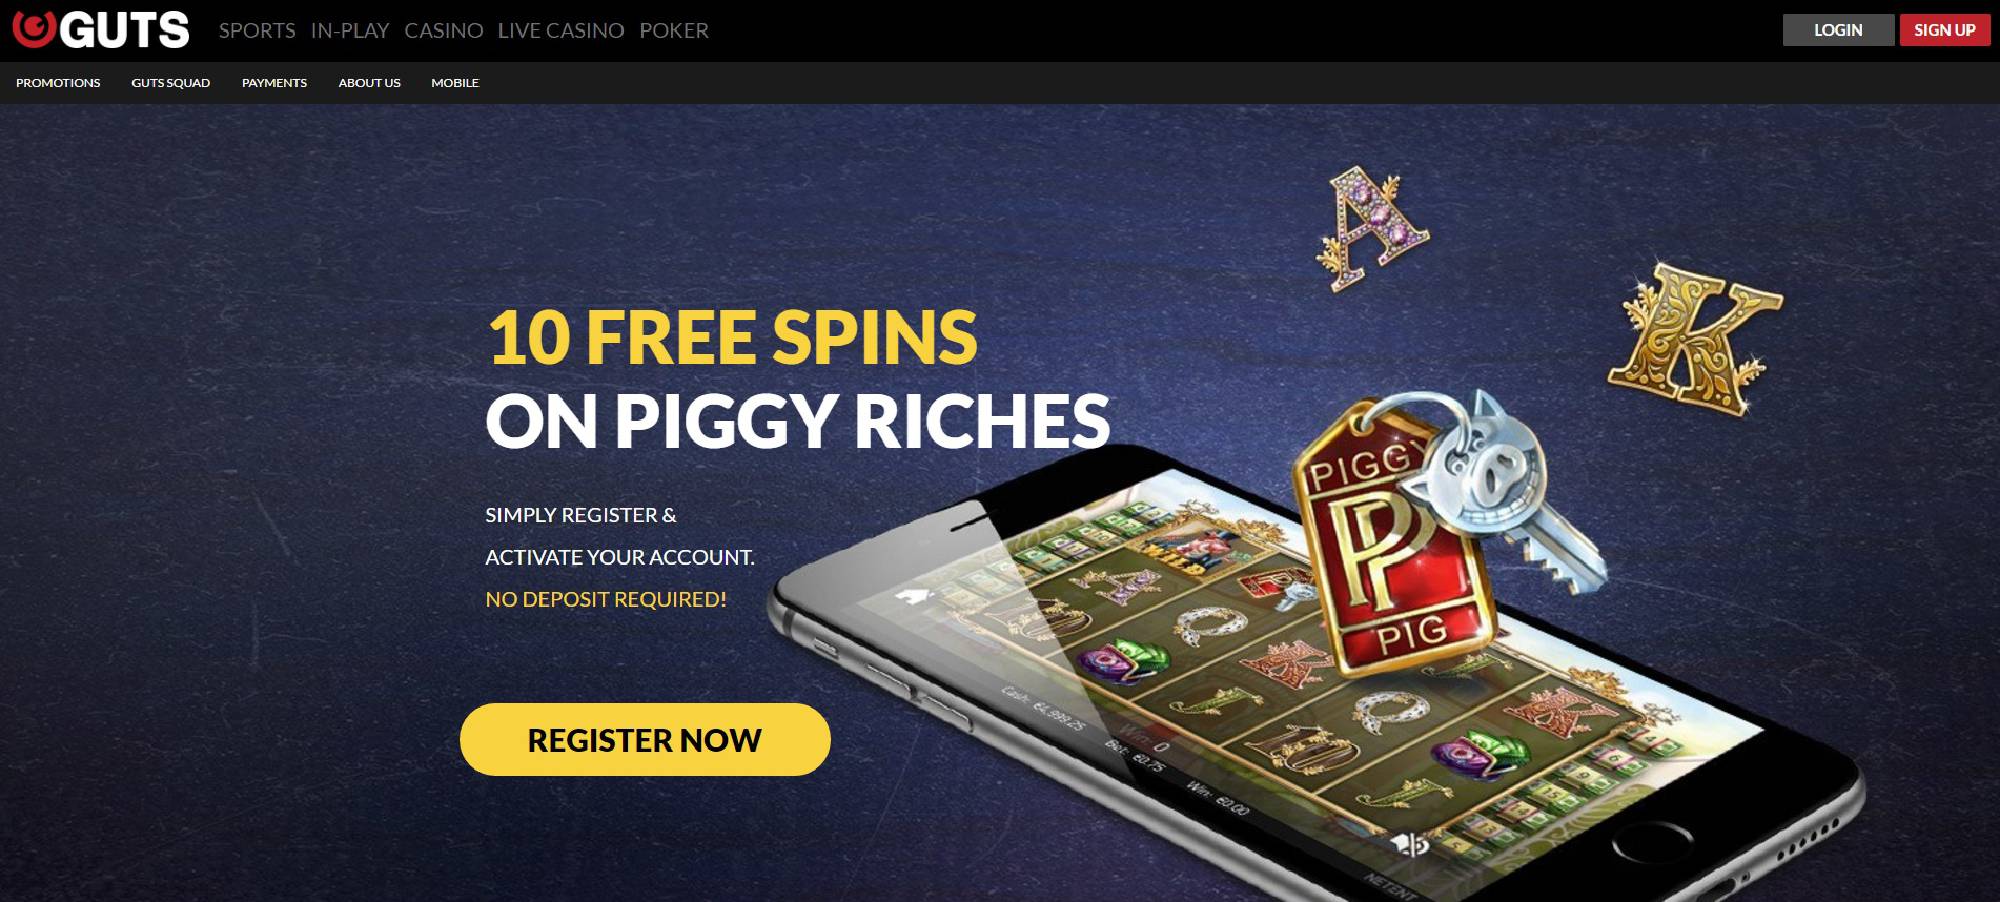 GUTS
SPORTS IN-PLAY CASINO LIVE CASINO POKER
LOGIN
SIGN UP
PROMOTIONS GUTS SQUAD PAYMENTS ABOUT US MOBILE
10 FREE SPINS
ON PIGGY RICHES
SIMPLY REGISTER &
ACTIVATE YOUR ACCOUNT.
NO DEPOSIT REQUIRED!
REGISTER NOW
A
K
PIGGY
PP
PIG
WILD
Cash: €4,999.25
Win: 0
Bet: €0.75
Win: €0.00
NETENT